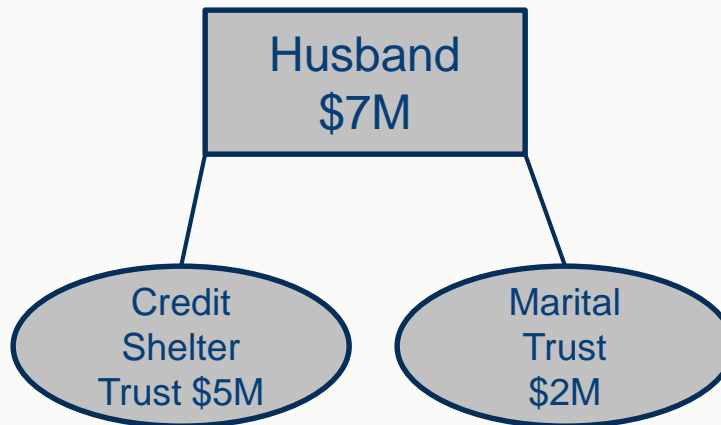 Husband
$7M
Credit
Shelter
Trust $5M
Marital
Trust
$2M